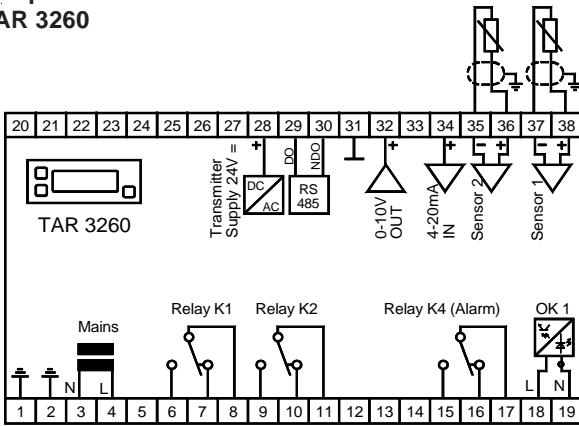 AR 3260
20 21 22 23 24 25 26 27 28 29 30 31 32 33 34 35 36 37 38
+ + + - + - +
Transmitter
Supply 24V =
DC
AC
DO
NDO
RS
485
0-10V
OUT
4-20mA
IN
Sensor 2
Sensor 1
TAR 3260
Mains
Relay K1
Relay K2
Relay K4 (Alarm)
OK 1
N L
L N
1 2 3 4 5 6 7 8 9 10 11 12 13 14 15 16 17 18 19